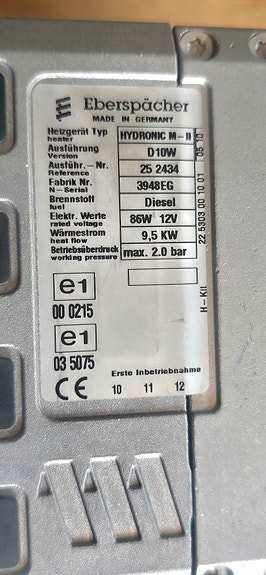 Eberspächer
MADE IN GERMANY
Heizgerät Typ HYDRONIC M-II
heater
Ausführung D10W
Version
Ausführ.-Nr. 25 2434
Reference
Fabrik Nr. 3948EG
N-Serial
Brennstoff Diesel
fuel
Elektr. Werte 86W 12V
rated voltage
Wärmestrom 9,5 KW
heat flow
Betriebsüberdruck max. 2.0 bar
working pressure
e1
00 0215
e1
03 5075
CE
Erste Inbetriebnahme
10 11 12
22 5303 00 10 01 05 10
H-KII